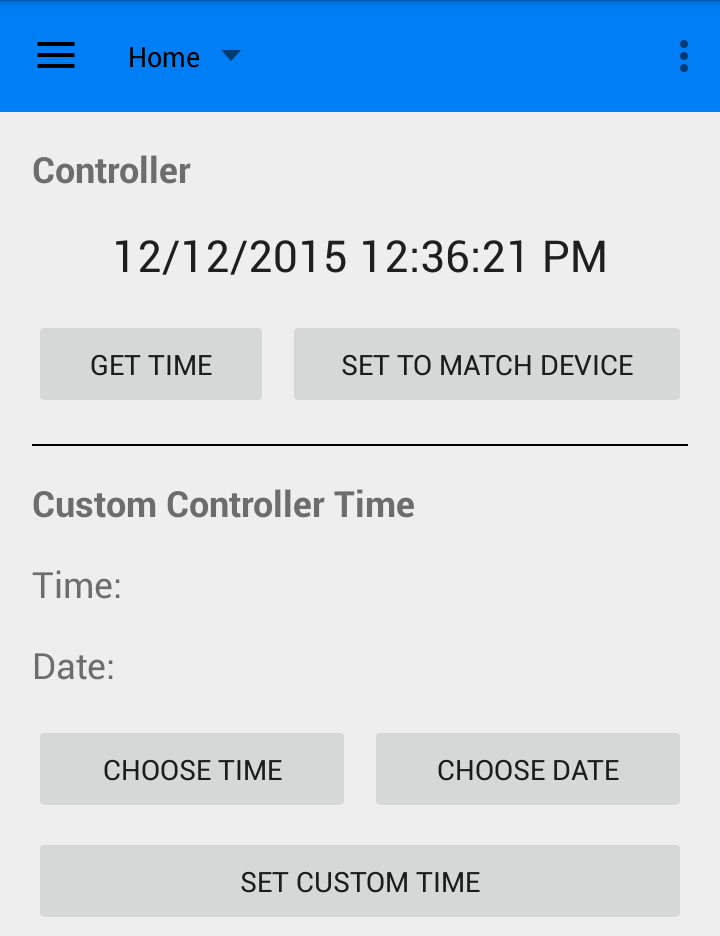 Home
Controller
12/12/2015 12:36:21 PM
GET TIME SET TO MATCH DEVICE
Custom Controller Time
Time:
Date:
CHOOSE TIME CHOOSE DATE
SET CUSTOM TIME